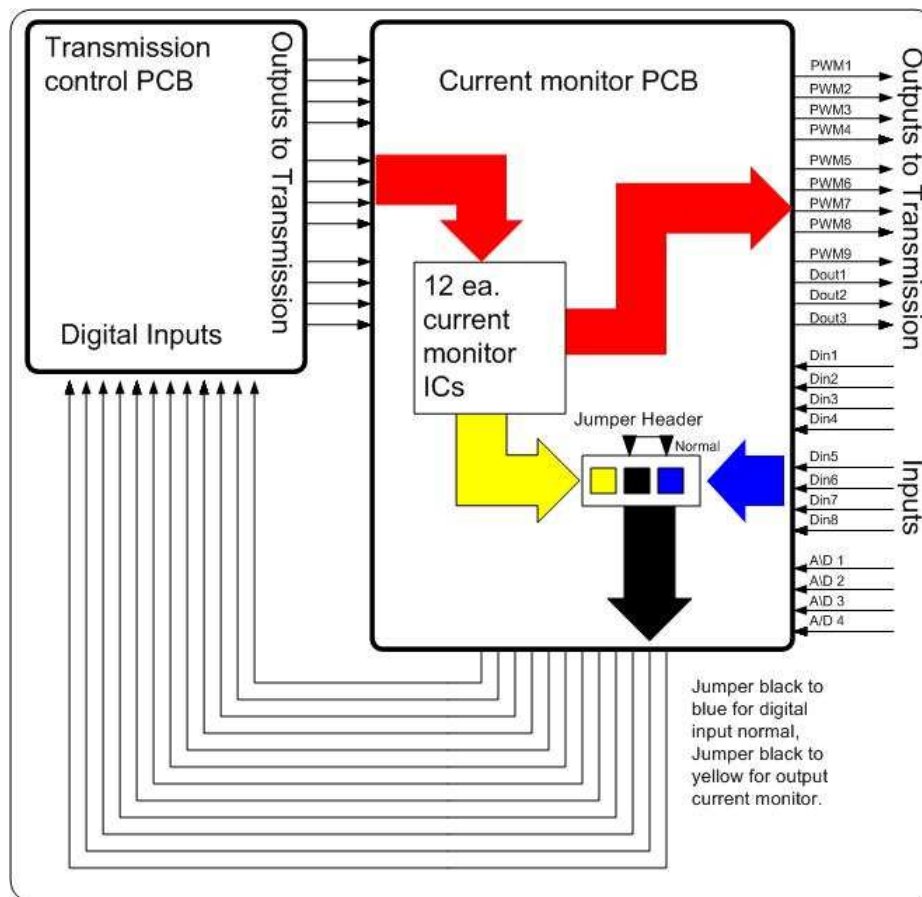 Transmission
control PCB
Outputs to Transmission
Digital Inputs
Current monitor PCB
12 ea.
current
monitor
ICs
Jumper Header
Normal
PWM1
PWM2
PWM3
PWM4
PWM5
PWM6
PWM7
PWM8
PWM9
Dout1
Dout2
Dout3
Din1
Din2
Din3
Din4
Din5
Din6
Din7
Din8
A\D 1
A\D 2
A\D 3
A/D 4
Outputs to Transmission
Inputs
Jumper black to
blue for digital
input normal,
Jumper black to
yellow for output
current monitor.